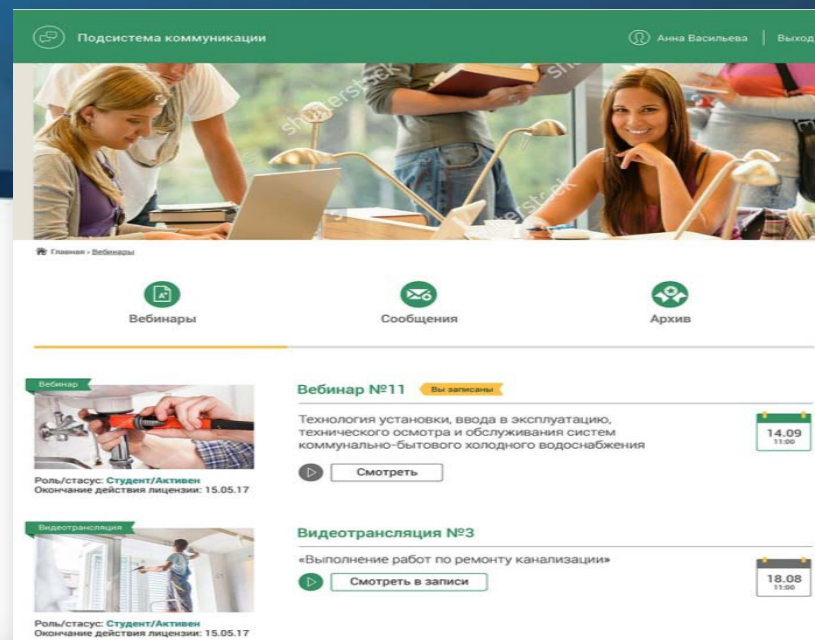 Подсистема коммуникации
Анна Васильева
Выход
shutterstock
Главная › Вебинары
Вебинары
Сообщения
Архив
Вебинар
Вебинар №11
Вы записаны
Технология установки, ввода в эксплуатацию,
технического осмотра и обслуживания систем
коммунально-бытового холодного водоснабжения
14.09
11:00
Смотреть
Роль/стасус: Студент/Активен
Окончание действия лицензии: 15.05.17
Видеотрансляция
Видеотрансляция №3
«Выполнение работ по ремонту канализации»
18.08
11:00
Смотреть в записи
Роль/стасус: Студент/Активен
Окончание действия лицензии: 15.05.17